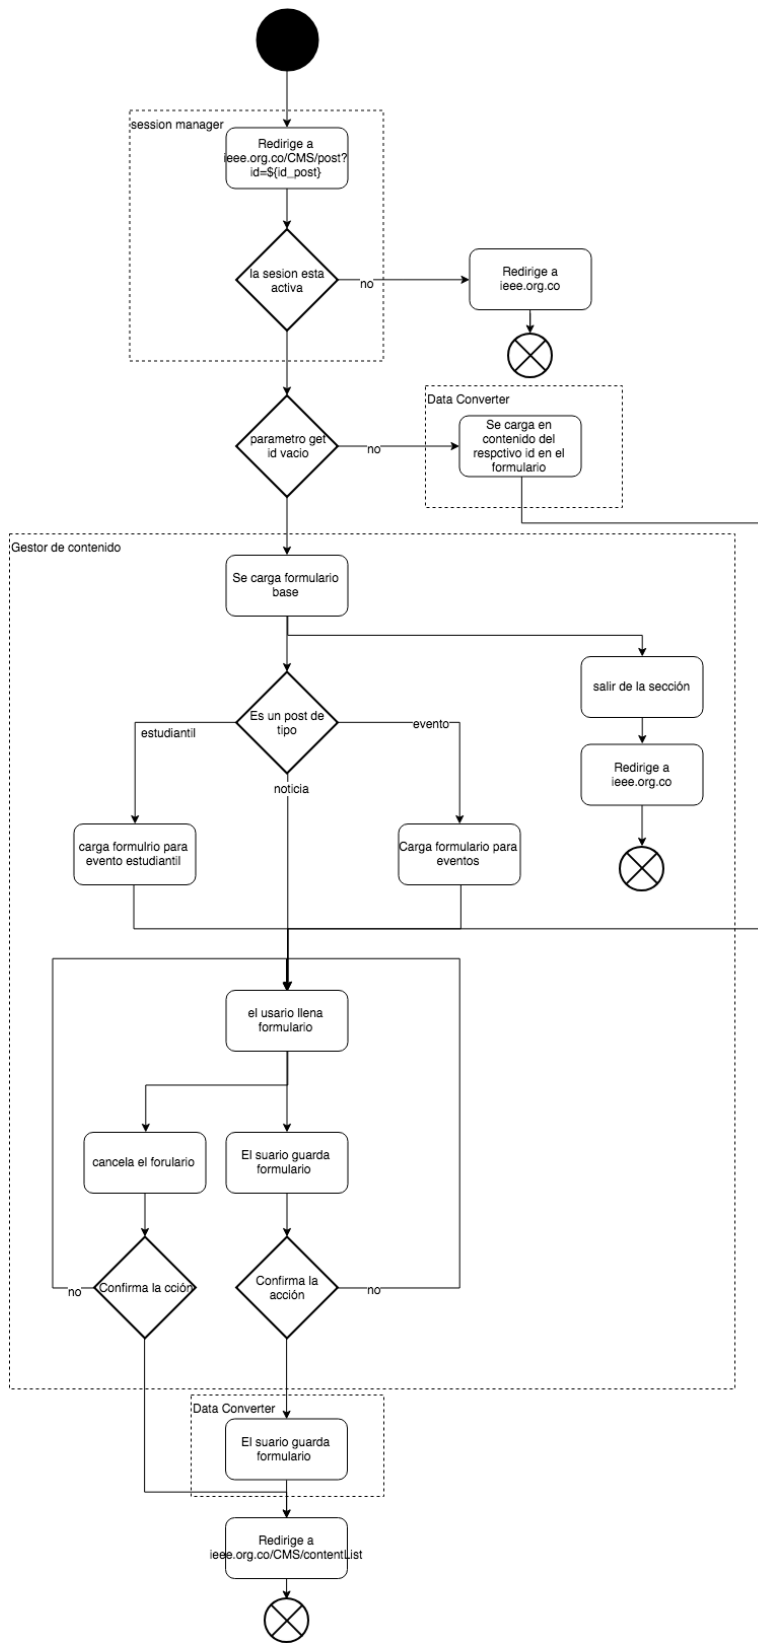 session manager
Redirige a
ieee.org.co/CMS/post?
id=${id_post}
la sesion esta
activa
no
Redirige a
ieee.org.co
parametro get
id vacio
no
Data Converter
Se carga en
contenido del
respctivo id en el
formulario
Gestor de contenido
Se carga formulario
base
salir de la sección
Es un post de
tipo
estudiantil
evento
noticia
Redirige a
ieee.org.co
carga formulrio para
evento estudiantil
Carga formulario para
eventos
el usario llena
formulario
cancela el forulario
El suario guarda
formulario
Confirma la cción
no
Confirma la
acción
no
Data Converter
El suario guarda
formulario
Redirige a
ieee.org.co/CMS/contentList